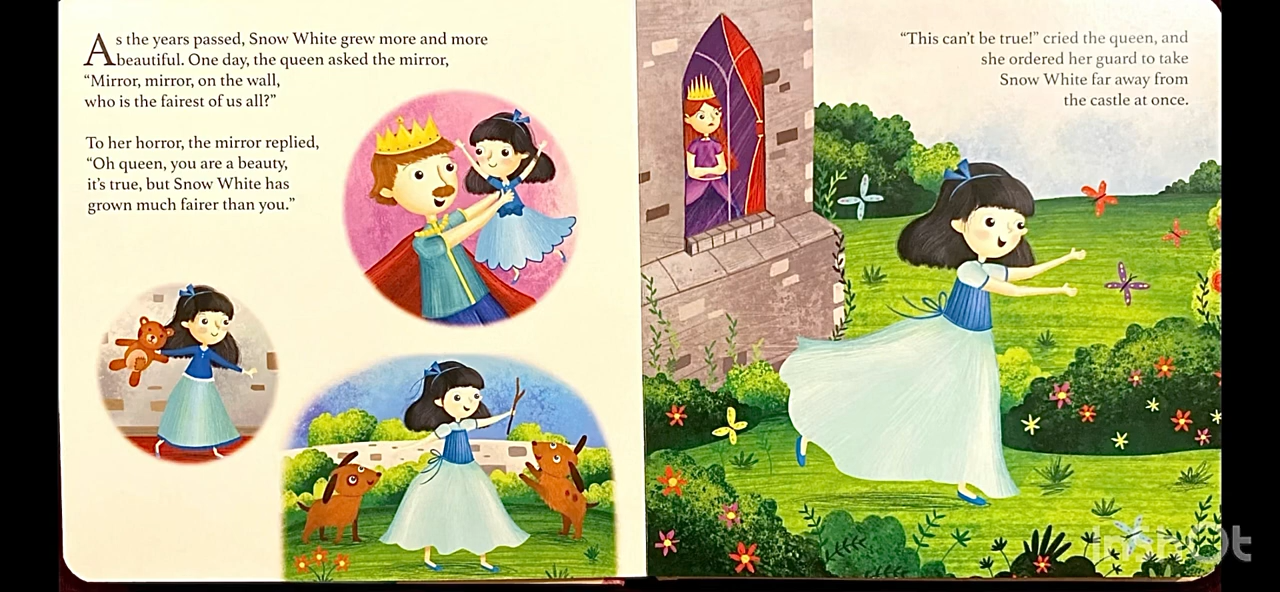 As the years passed, Snow White grew more and more
beautiful. One day, the queen asked the mirror,
“Mirror, mirror, on the wall,
who is the fairest of us all?”
To her horror, the mirror replied,
“Oh queen, you are a beauty,
it’s true, but Snow White has
grown much fairer than you.”
“This can’t be true!” cried the queen, and
she ordered her guard to take
Snow White far away from
the castle at once.
InShot